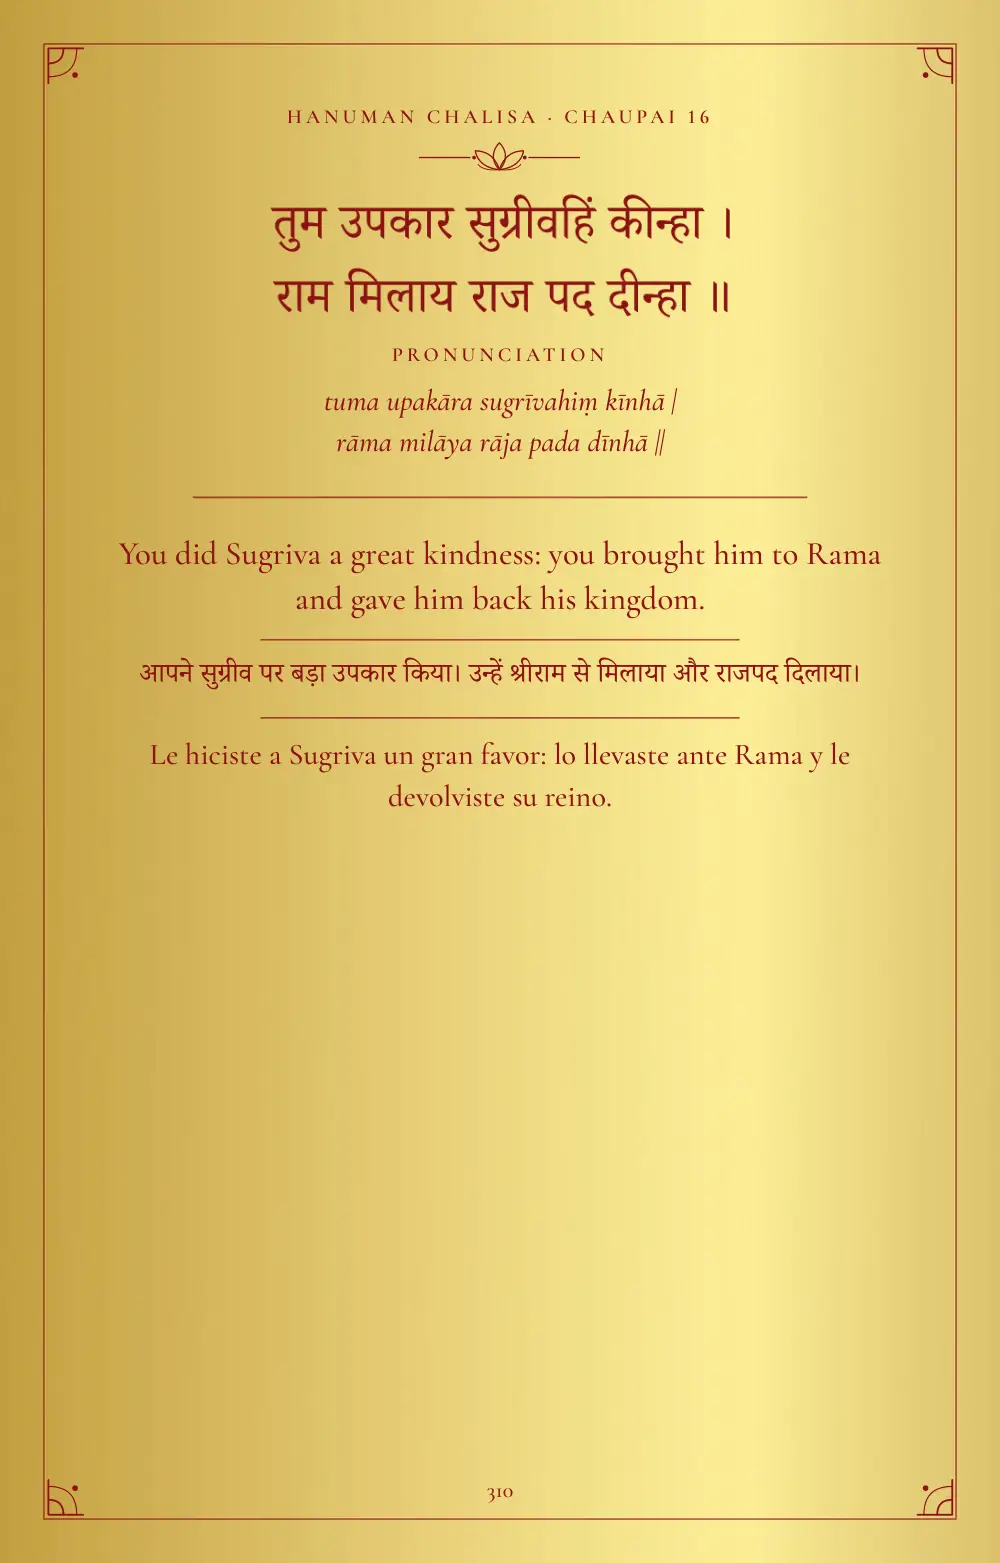 HANUMAN CHALISA · CHAUPAI 16
तुम उपकार सुग्रीवहिं कीन्हा ।
राम मिलाय राज पद दीन्हा ॥
PRONUNCIATION
tuma upakāra sugrīvahiṃ kīnhā |
rāma milāya rāja pada dīnhā ||
You did Sugriva a great kindness: you brought him to Rama
and gave him back his kingdom.
आपने सुग्रीव पर बड़ा उपकार किया। उन्हें श्रीराम से मिलाया और राजपद दिलाया।
Le hiciste a Sugriva un gran favor: lo llevaste ante Rama y le
devolviste su reino.
310